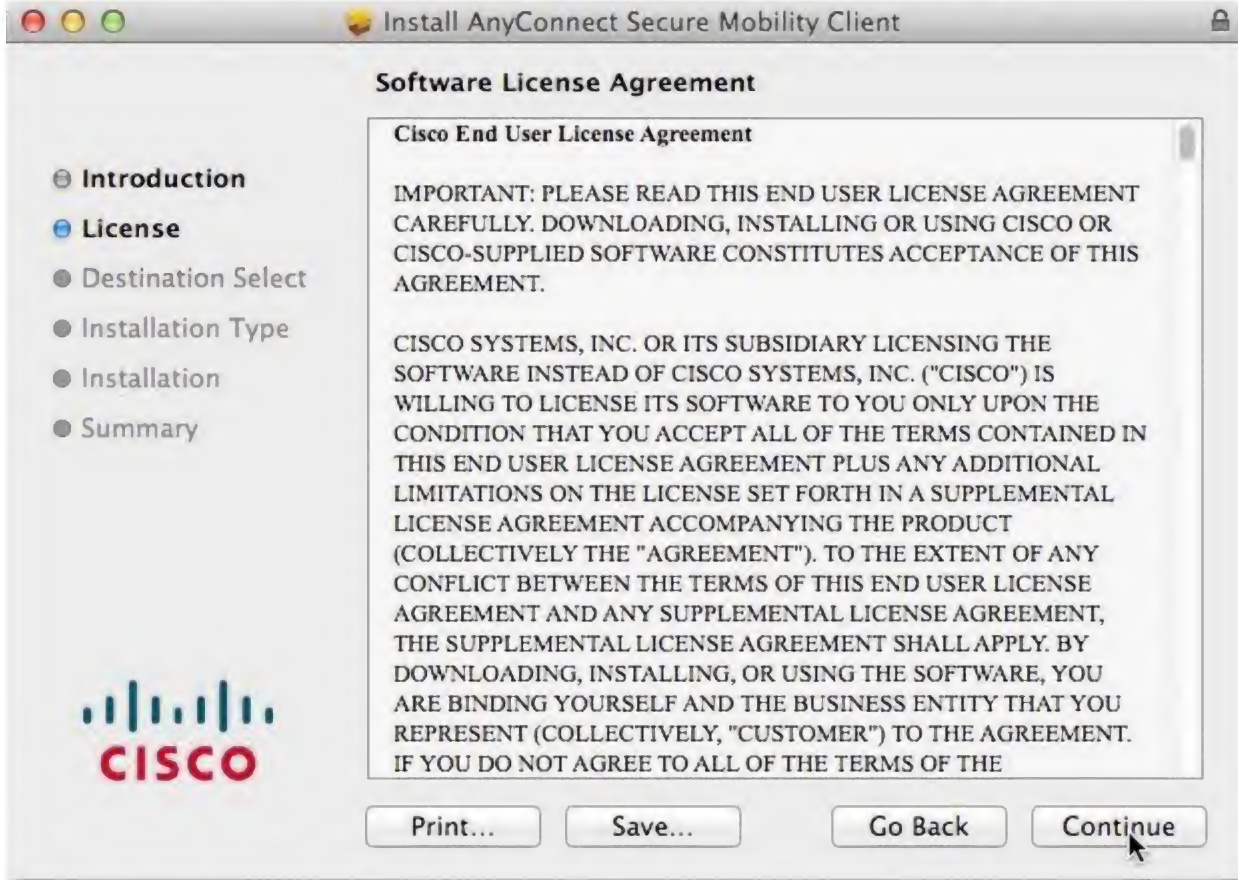 Install AnyConnect Secure Mobility Client
Software License Agreement
Introduction
License
Destination Select
Installation Type
Installation
Summary
CISCO
Cisco End User License Agreement
IMPORTANT: PLEASE READ THIS END USER LICENSE AGREEMENT
CAREFULLY. DOWNLOADING, INSTALLING OR USING CISCO OR
CISCO-SUPPLIED SOFTWARE CONSTITUTES ACCEPTANCE OF THIS
AGREEMENT.
CISCO SYSTEMS, INC. OR ITS SUBSIDIARY LICENSING THE
SOFTWARE INSTEAD OF CISCO SYSTEMS, INC. ("CISCO") IS
WILLING TO LICENSE ITS SOFTWARE TO YOU ONLY UPON THE
CONDITION THAT YOU ACCEPT ALL OF THE TERMS CONTAINED IN
THIS END USER LICENSE AGREEMENT PLUS ANY ADDITIONAL
LIMITATIONS ON THE LICENSE SET FORTH IN A SUPPLEMENTAL
LICENSE AGREEMENT ACCOMPANYING THE PRODUCT
(COLLECTIVELY THE "AGREEMENT"). TO THE EXTENT OF ANY
CONFLICT BETWEEN THE TERMS OF THIS END USER LICENSE
AGREEMENT AND ANY SUPPLEMENTAL LICENSE AGREEMENT,
THE SUPPLEMENTAL LICENSE AGREEMENT SHALL APPLY. BY
DOWNLOADING, INSTALLING, OR USING THE SOFTWARE, YOU
ARE BINDING YOURSELF AND THE BUSINESS ENTITY THAT YOU
REPRESENT (COLLECTIVELY, "CUSTOMER") TO THE AGREEMENT.
IF YOU DO NOT AGREE TO ALL OF THE TERMS OF THE
Print...
Save...
Go Back
Continue